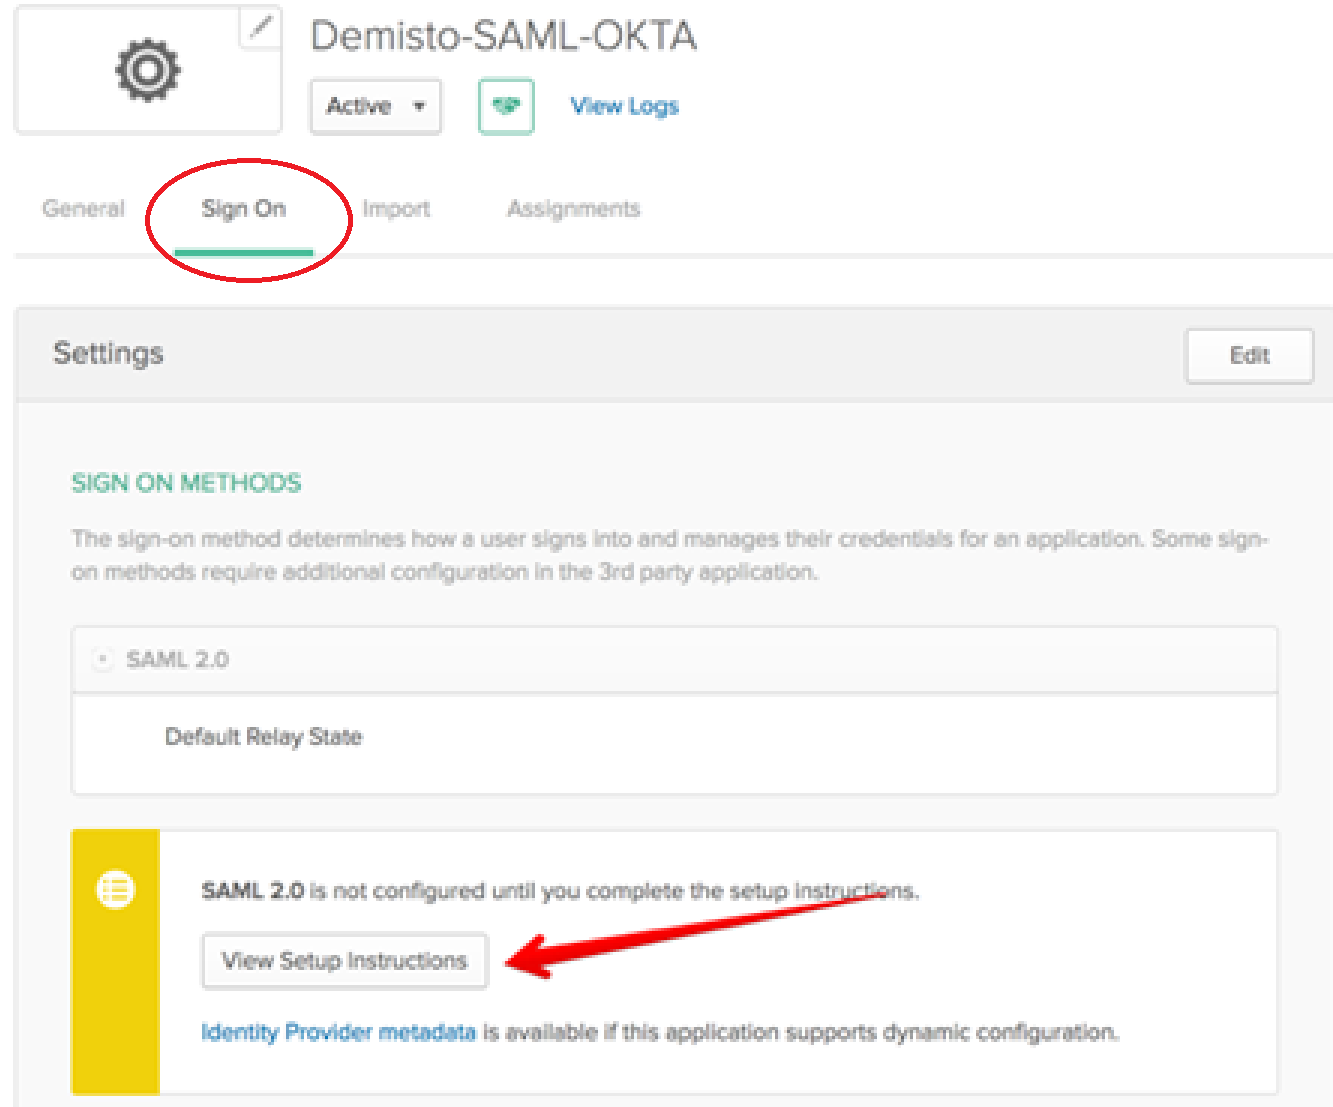 Demisto-SAML-OKTA
Active
View Logs
General
Sign On
Import
Assignments
Settings
Edit
SIGN ON METHODS
The sign-on method determines how a user signs into and manages their credentials for an application. Some sign-
on methods require additional configuration in the 3rd party application.
SAML 2.0
Default Relay State
SAML 2.0 is not configured until you complete the setup instructions.
View Setup Instructions
Identity Provider metadata is available if this application supports dynamic configuration.